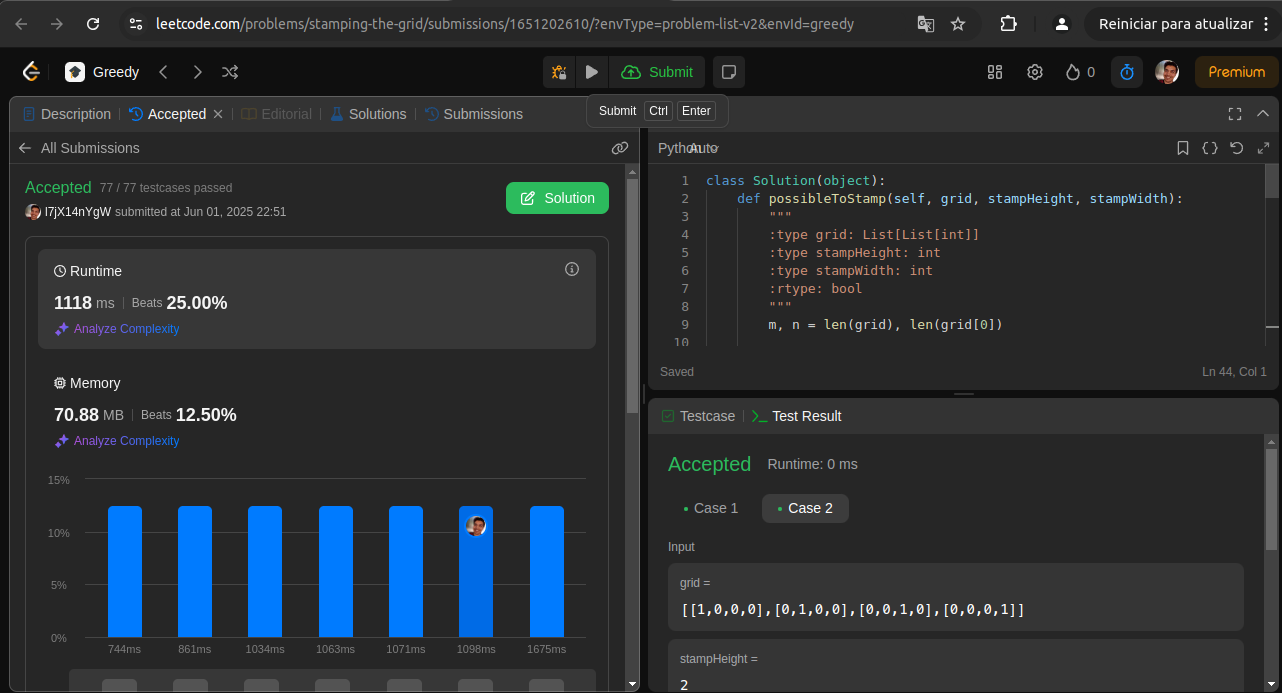 leetcode.com/problems/stamping-the-grid/submissions/1651202610/?envType=problem-list-v2&envId=greedy
Reiniciar para atualizar
Greedy
Submit
0
Premium
Submit Ctrl Enter
Description
Accepted
Editorial
Solutions
Submissions
All Submissions
Accepted 77 / 77 testcases passed
l7jX14nYgW submitted at Jun 01, 2025 22:51
Solution
Runtime
1118 ms
Beats 25.00%
Analyze Complexity
Memory
70.88 MB
Beats 12.50%
Analyze Complexity
15%
10%
5%
0%
744ms 861ms 1034ms 1063ms 1071ms 1098ms 1675ms
Python
Auto
1 class Solution(object):
2 def possibleToStamp(self, grid, stampHeight, stampWidth):
3 """
4 :type grid: List[List[int]]
5 :type stampHeight: int
6 :type stampWidth: int
7 :rtype: bool
8 """
9 m, n = len(grid), len(grid[0])
10
Saved
Ln 44, Col 1
Testcase
Test Result
Accepted Runtime: 0 ms
Case 1
Case 2
Input
grid =
[[1,0,0,0],[0,1,0,0],[0,0,1,0],[0,0,0,1]]
stampHeight =
2